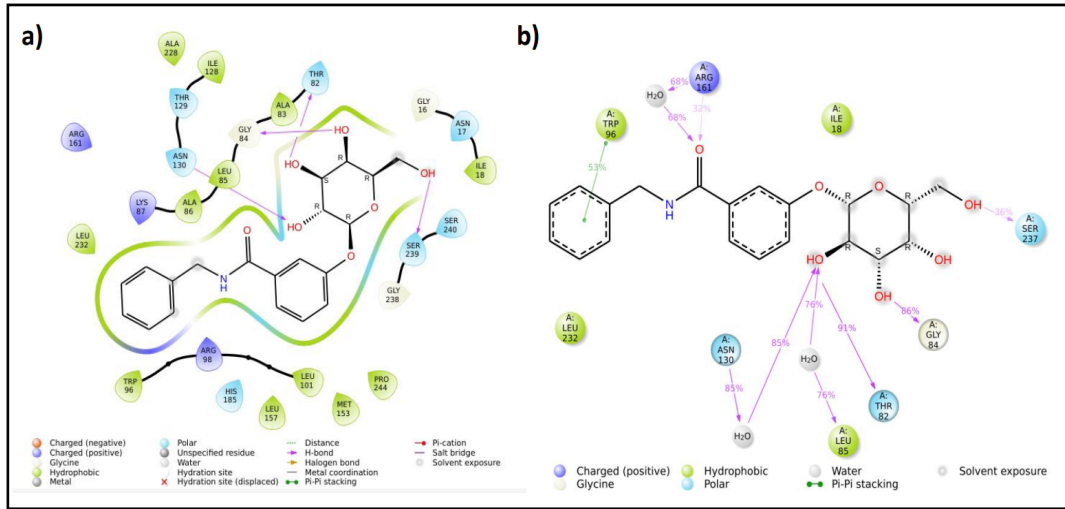 a)
ALA
228
ILE
128
THR
82
THR
129
ALA
83
GLY
16
ASN
17
ARG
161
GLY
84
HO
OH
ILE
18
ASN
130
LEU
85
HO
R
R
S
R
R
O
HO
LYS
87
ALA
86
SER
240
LEU
232
SER
239
O
O
N
H
GLY
238
ARG
98
TRP
96
LEU
101
PRO
244
HIS
185
LEU
157
MET
153
Charged (negative)
Charged (positive)
Glycine
Hydrophobic
Metal
Polar
Unspecified residue
Water
Hydration site
Hydration site (displaced)
Distance
H-bond
Halogen bond
Metal coordination
Pi-Pi stacking
Pi-cation
Salt bridge
Solvent exposure
b)
A:
ARG
161
68%
H₂O
32%
68%
A:
TRP
96
A:
ILE
18
O
53%
NH
O
O
R
R
R
S
R
OH
36%
A:
SER
237
HO
OH
OH
86%
A:
GLY
84
A:
LEU
232
76%
A:
ASN
130
85%
91%
H₂O
85%
76%
A:
THR
82
H₂O
A:
LEU
85
Charged (positive)
Glycine
Hydrophobic
Polar
Water
Pi-Pi stacking
Solvent exposure